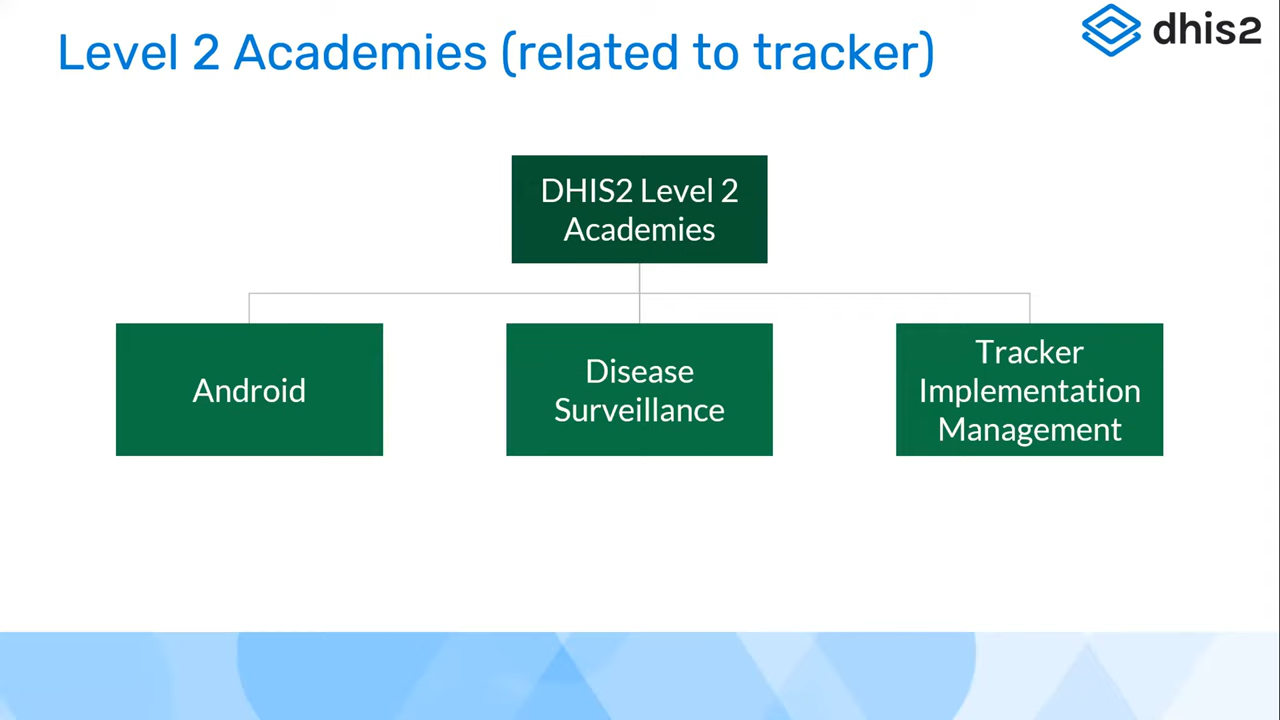 Level 2 Academies (related to tracker)
dhis2
DHIS2 Level 2
Academies
Android
Disease
Surveillance
Tracker
Implementation
Management